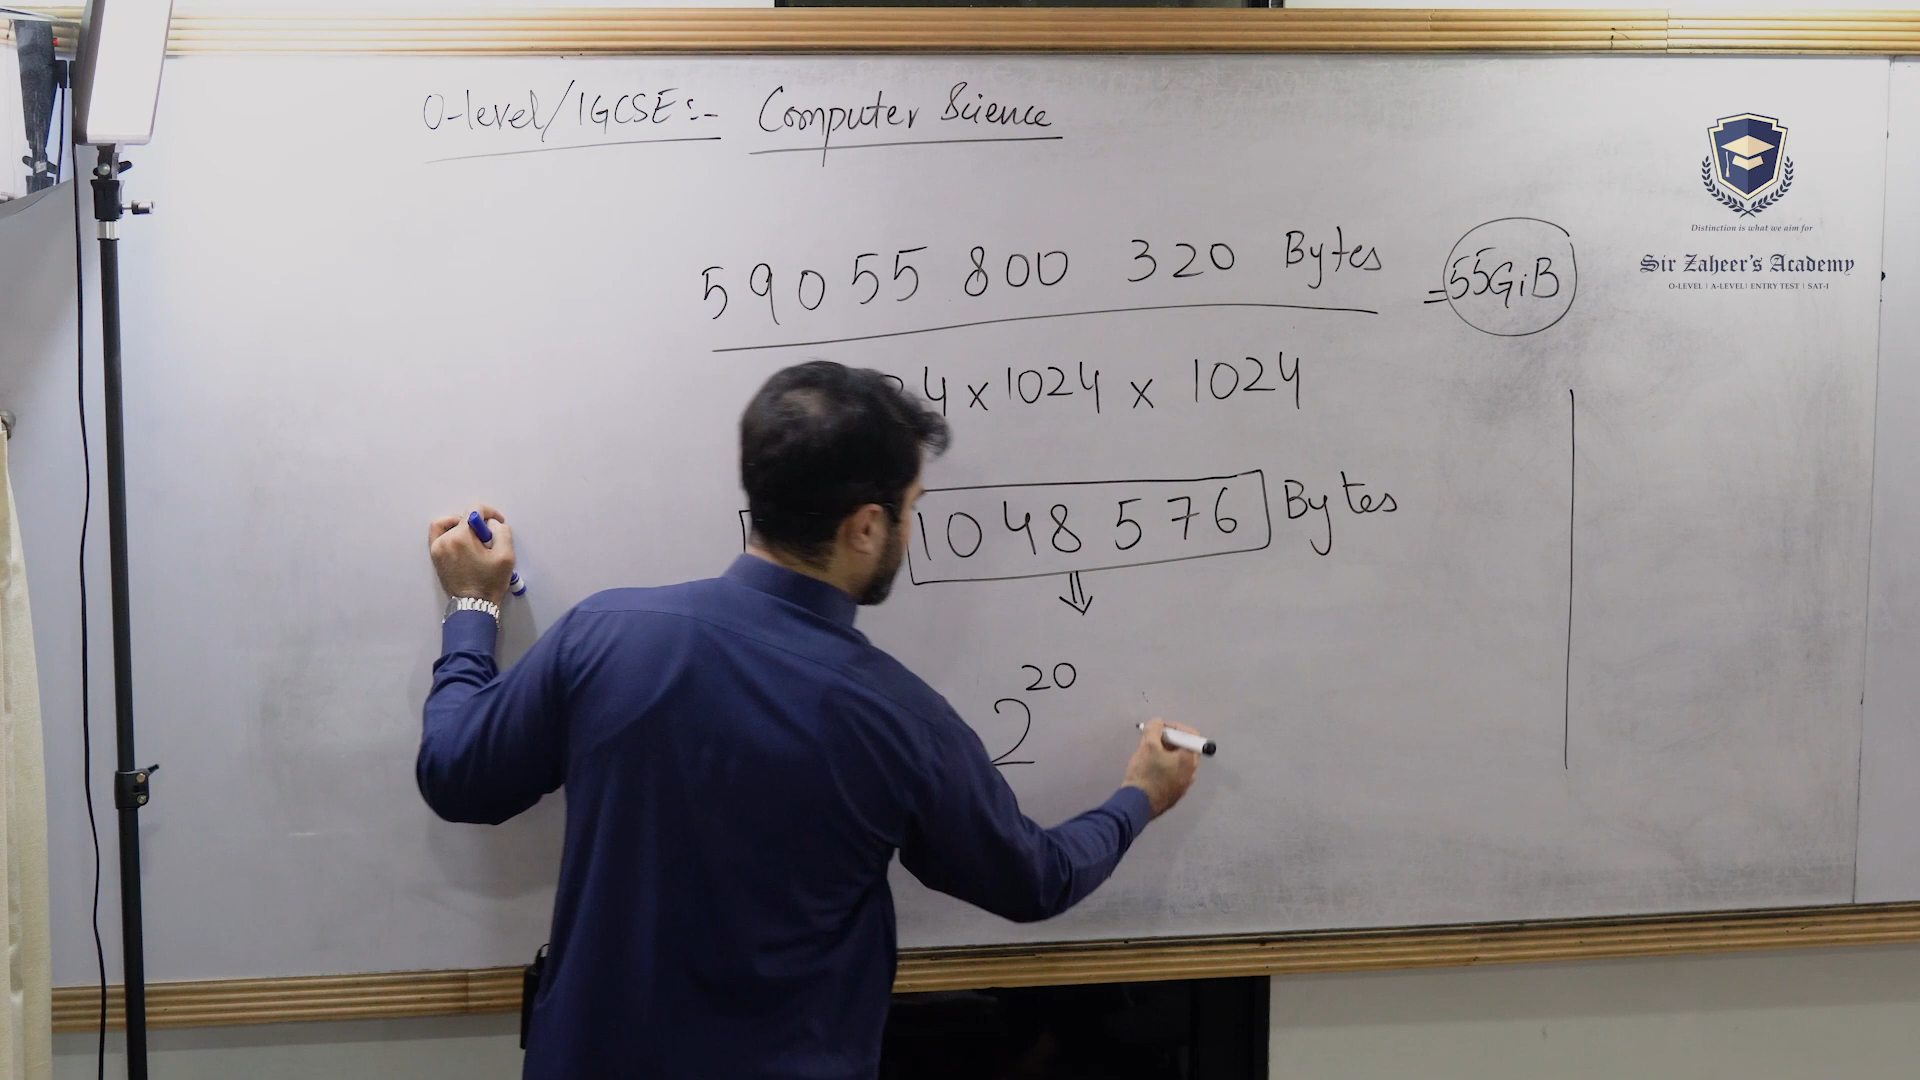 O-level/IGCSE:- Computer Science
59055 800 320 Bytes =55GiB
4 x 1024 x 1024
1048576 Bytes
2^20
Distinction is what we aim for
Sir Zaheer's Academy
O-LEVEL | A-LEVEL | ENTRY TEST | SAT-I